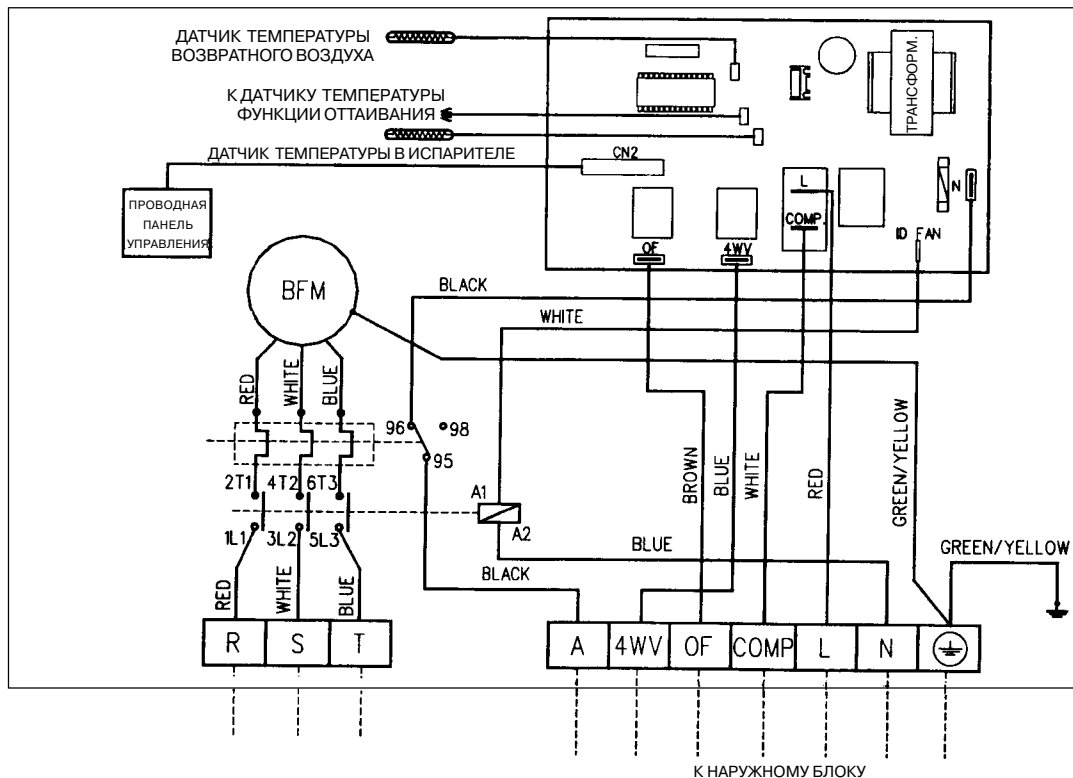 ДАТЧИК ТЕМПЕРАТУРЫ
ВОЗВРАТНОГО ВОЗДУХА
К ДАТЧИКУ ТЕМПЕРАТУРЫ
ФУНКЦИИ ОТТАИВАНИЯ
ДАТЧИК ТЕМПЕРАТУРЫ В ИСПАРИТЕЛЕ
CN2
ТРАНСФОРМ.
ПРОВОДНАЯ
ПАНЕЛЬ
УПРАВЛЕНИЯ
L
COMP.
N
ID FAN
OF
4WV
BFM
BLACK
WHITE
RED
WHITE
BLUE
96
98
95
2T1
4T2
6T3
A1
A2
1L1
3L2
5L3
BROWN
BLUE
WHITE
RED
GREEN/YELLOW
BLUE
GREEN/YELLOW
BLACK
RED
WHITE
BLUE
R
S
T
A
4WV
OF
COMP
L
N
К НАРУЖНОМУ БЛОКУ